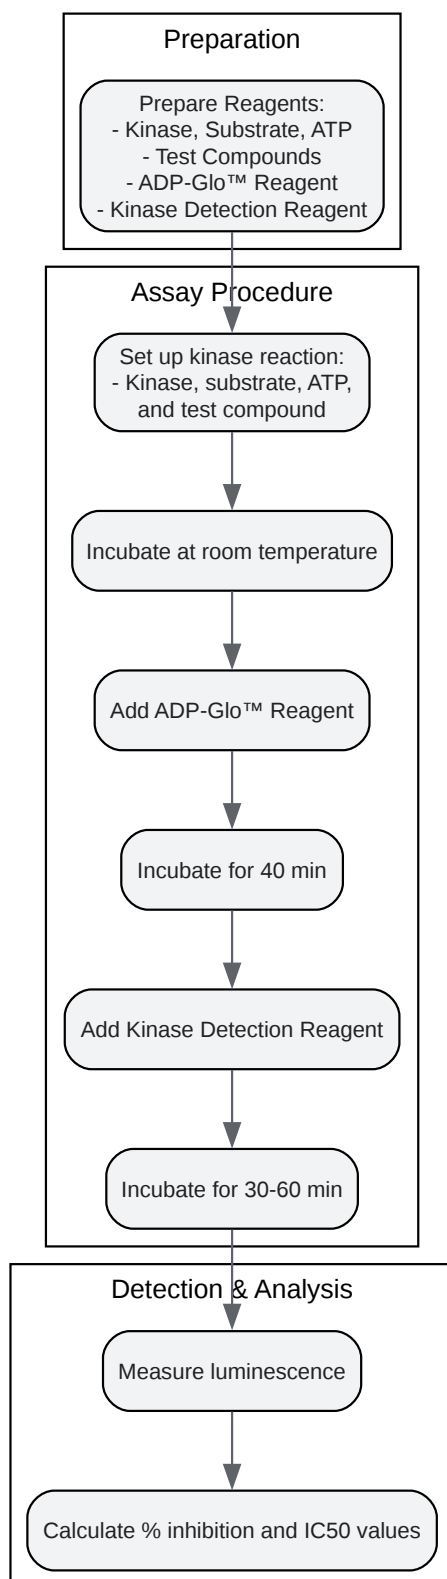 Preparation
Prepare Reagents:
- Kinase, Substrate, ATP
- Test Compounds
- ADP-Glo™ Reagent
- Kinase Detection Reagent
Assay Procedure
Set up kinase reaction:
- Kinase, substrate, ATP,
and test compound
Incubate at room temperature
Add ADP-Glo™ Reagent
Incubate for 40 min
Add Kinase Detection Reagent
Incubate for 30-60 min
Detection & Analysis
Measure luminescence
Calculate % inhibition and IC50 values